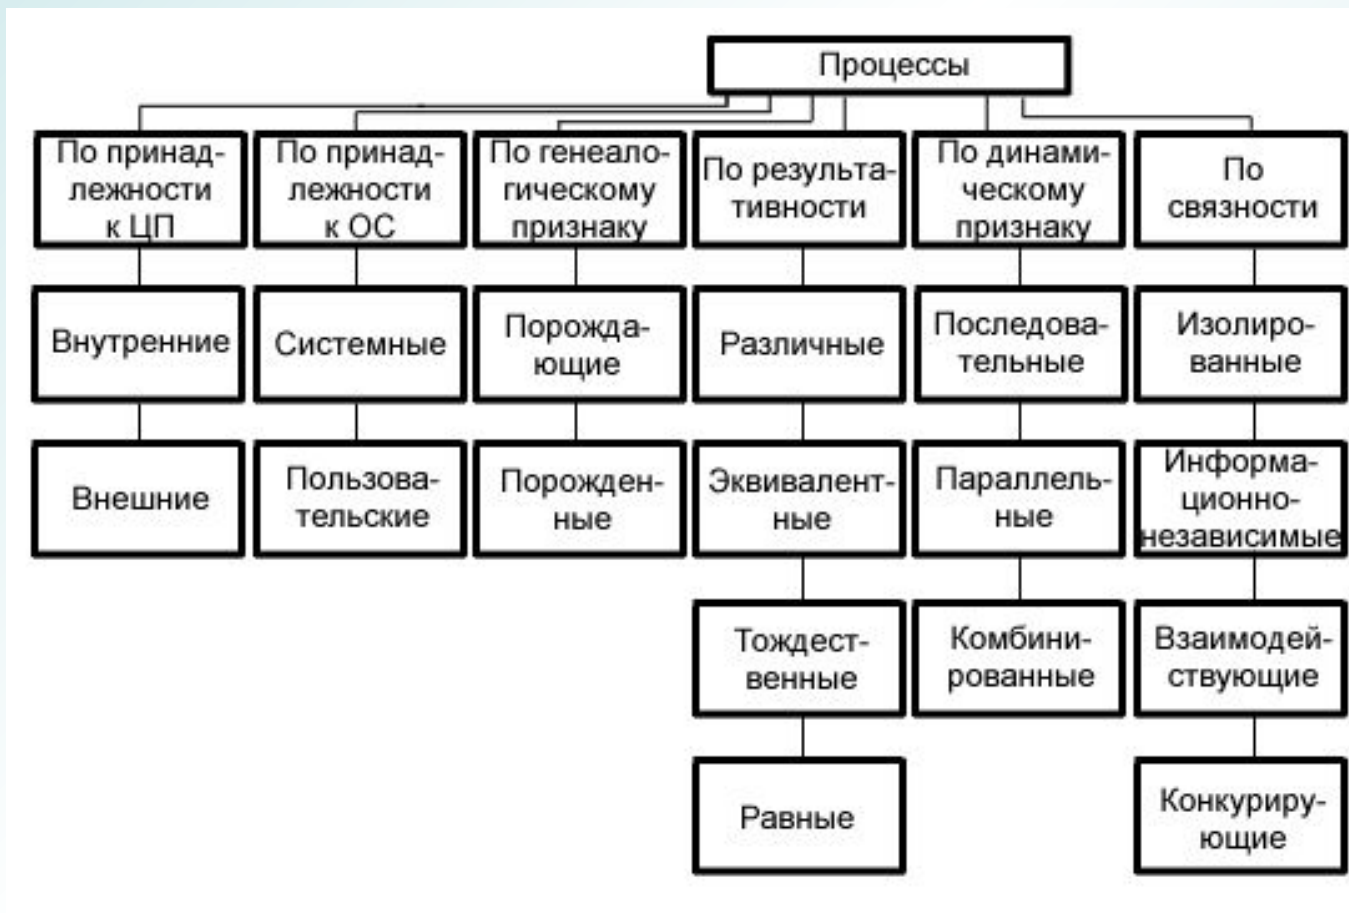 Процессы
По принад-
лежности
к ЦП
По принад-
лежности
к ОС
По генеало-
гическому
признаку
По результа-
тивности
По динами-
ческому
признаку
По
связности
Внутренние
Системные
Порожда-
ющие
Различные
Последова-
тельные
Изолиро-
ванные
Внешние
Пользова-
тельские
Порожден-
ные
Эквивалент-
ные
Параллель-
ные
Информа-
ционно-
независимые
Тождест-
венные
Комбини-
рованные
Взаимодей-
ствующие
Равные
Конкуриру-
ющие